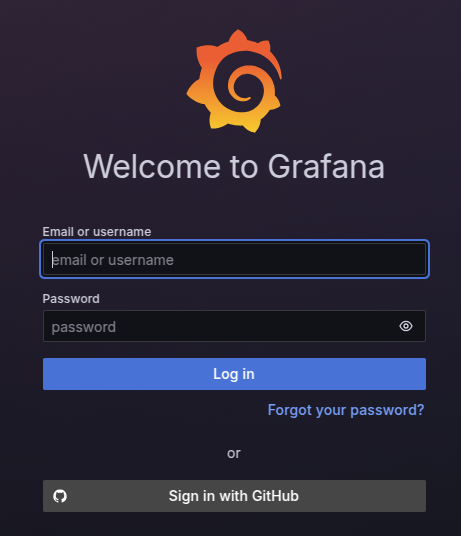 Welcome to Grafana
Email or username
email or username
Password
password
Log in
Forgot your password?
or
Sign in with GitHub